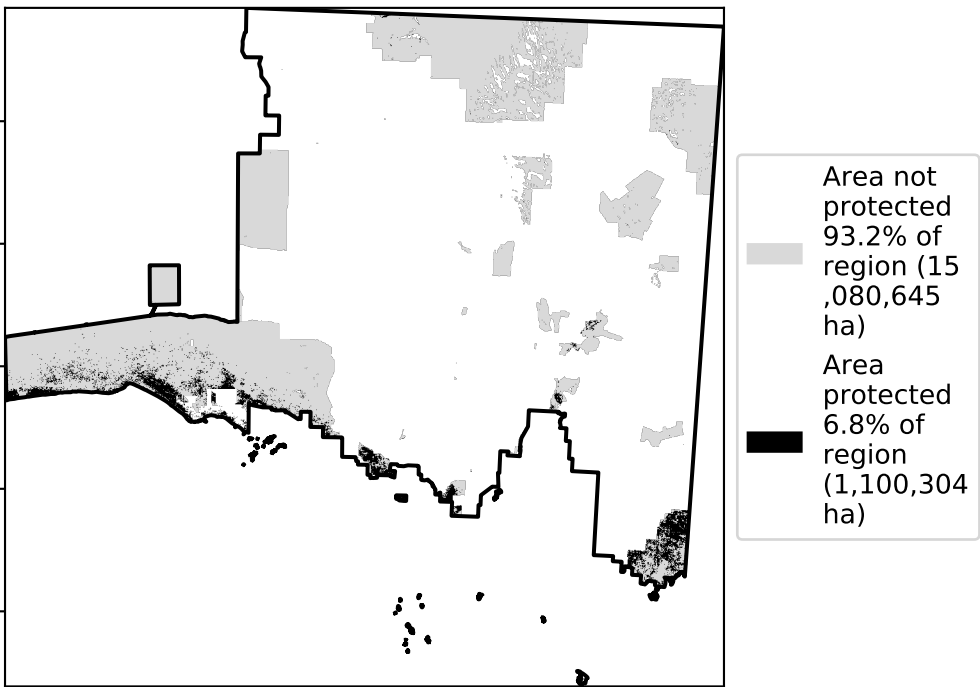 Area not
protected
93.2% of
region (15
,080,645
ha)
Area
protected
6.8% of
region
(1,100,304
ha)